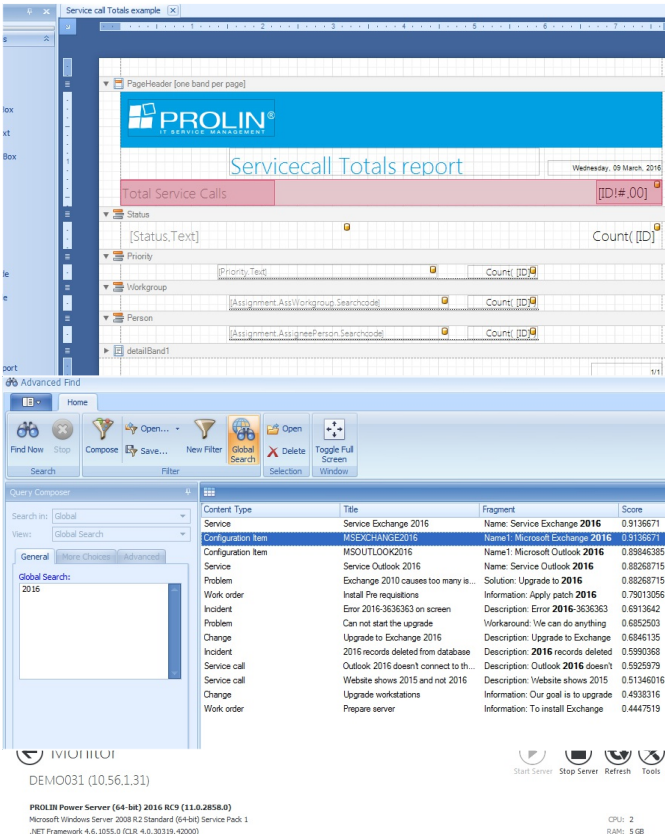 Service call Totals example
PageHeader [one band per page]
PROLIN®
IT SERVICE MANAGEMENT
Servicecall Totals report
Wednesday, 09 March, 2016
Total Service Calls
[ID!#,00]
Status
[Status,Text]
Count( [ID]
Priority
[Priority.Text]
Count( [ID]
Workgroup
[Assignment.AssWorkgroup.Searchcode]
Count( [ID]
Person
[Assignment.AssigneePerson.Searchcode]
Count( [ID]
detailBand1
1/1
Box
Advanced Find
Home
Find Now
Stop
Compose
Open...
Save...
New Filter
Global Search
Open
Delete
Toggle Full Screen
Search
Filter
Selection
Window
Query Composer
Search in: Global
View: Global Search
General More Choices Advanced
Global Search:
2016
Content Type Title Fragment Score
Service Service Exchange 2016 Name: Service Exchange 2016 0.9136671
Configuration Item MSEXCHANGE2016 Name1: Microsoft Exchange 2016 0.9136671
Configuration Item MSOUTLOOK2016 Name1: Microsoft Outlook 2016 0.89846385
Service Service Outlook 2016 Name: Service Outlook 2016 0.88268715
Problem Exchange 2010 causes too many is... Solution: Upgrade to 2016 0.88268715
Work order Install Pre requisitions Information: Apply patch 2016 0.79013056
Incident Error 2016-3636363 on screen Description: Error 2016-3636363 0.6913642
Problem Can not start the upgrade Workaround: We can do anything 0.6852503
Change Upgrade to Exchange 2016 Description: Upgrade to Exchange 0.6846135
Incident 2016 records deleted from database Description: 2016 records deleted 0.5990368
Service call Outlook 2016 doesn't connect to th... Description: Outlook 2016 doesn't 0.5925979
Service call Website shows 2015 and not 2016 Description: Website shows 2015 0.51346016
Change Upgrade workstations Information: Our goal is to upgrade 0.4938316
Work order Prepare server Information: To install Exchange 0.4447519
Monitor
Start Server Stop Server Refresh Tools
DEMO031 (10.56.1.31)
PROLIN Power Server (64-bit) 2016 RC9 (11.0.2858.0)
Microsoft Windows Server 2008 R2 Standard (64-bit) Service Pack 1
CPU: 2
.NET Framework 4.6.1055.0 (CLR 4.0.30319.42000)
RAM: 5 GB